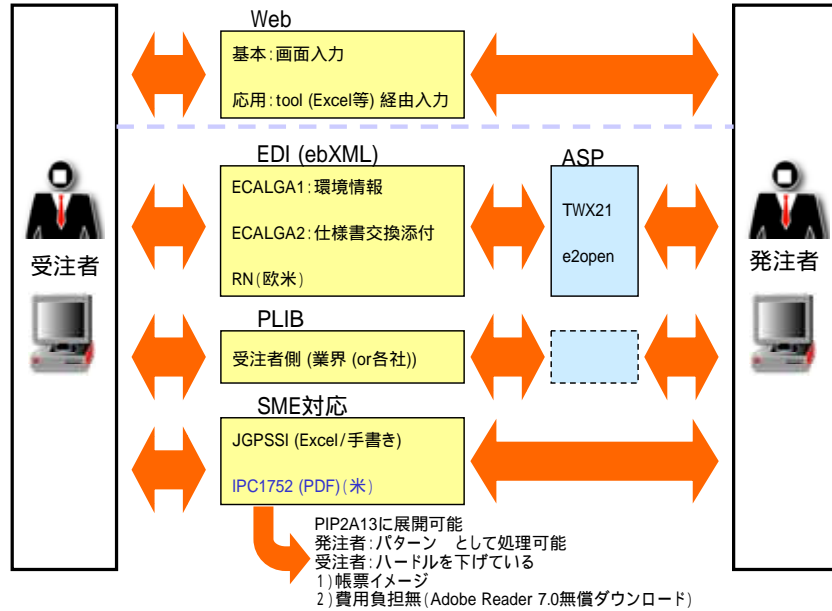 Web
基本:画面入力
応用:tool (Excel等) 経由入力
EDI (ebXML)
ASP
ECALGA1:環境情報
ECALGA2:仕様書交換添付
RN(欧米)
TWX21
e2open
受注者
発注者
PLIB
受注者側 (業界 (or各社))
SME対応
JGPSSI (Excel/手書き)
IPC1752 (PDF)(米)
PIP2A13に展開可能
発注者:パターン　として処理可能
受注者:ハードルを下げている
1)帳票イメージ
2)費用負担無(Adobe Reader 7.0無償ダウンロード)